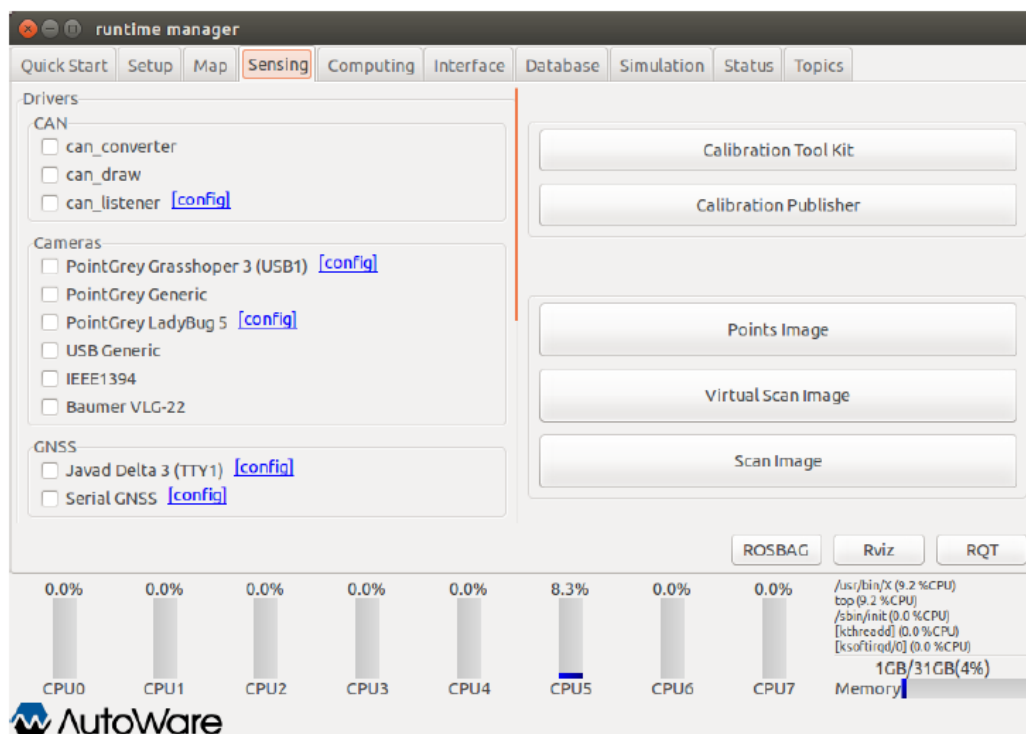 runtime manager
Quick Start Setup Map Sensing Computing Interface Database Simulation Status Topics
Drivers
CAN
can_converter
can_draw
can_listener [config]
Cameras
PointGrey Grasshoper 3 (USB1) [config]
PointGrey Generic
PointGrey LadyBug 5 [config]
USB Generic
IEEE1394
Baumer VLG-22
GNSS
Javad Delta 3 (TTY1) [config]
Serial GNSS [config]
Calibration Tool Kit
Calibration Publisher
Points Image
Virtual Scan Image
Scan Image
ROSBAG Rviz RQT
0.0% 0.0% 0.0% 0.0% 0.0% 8.3% 0.0% 0.0%
CPU0 CPU1 CPU2 CPU3 CPU4 CPU5 CPU6 CPU7
/usr/bin/X (9.2 %CPU)
top (9.2 %CPU)
/sbin/init (0.0 %CPU)
[kthreadd] (0.0 %CPU)
[ksoftirqd/0] (0.0 %CPU)
1GB/31GB(4%)
Memory
AutoWare